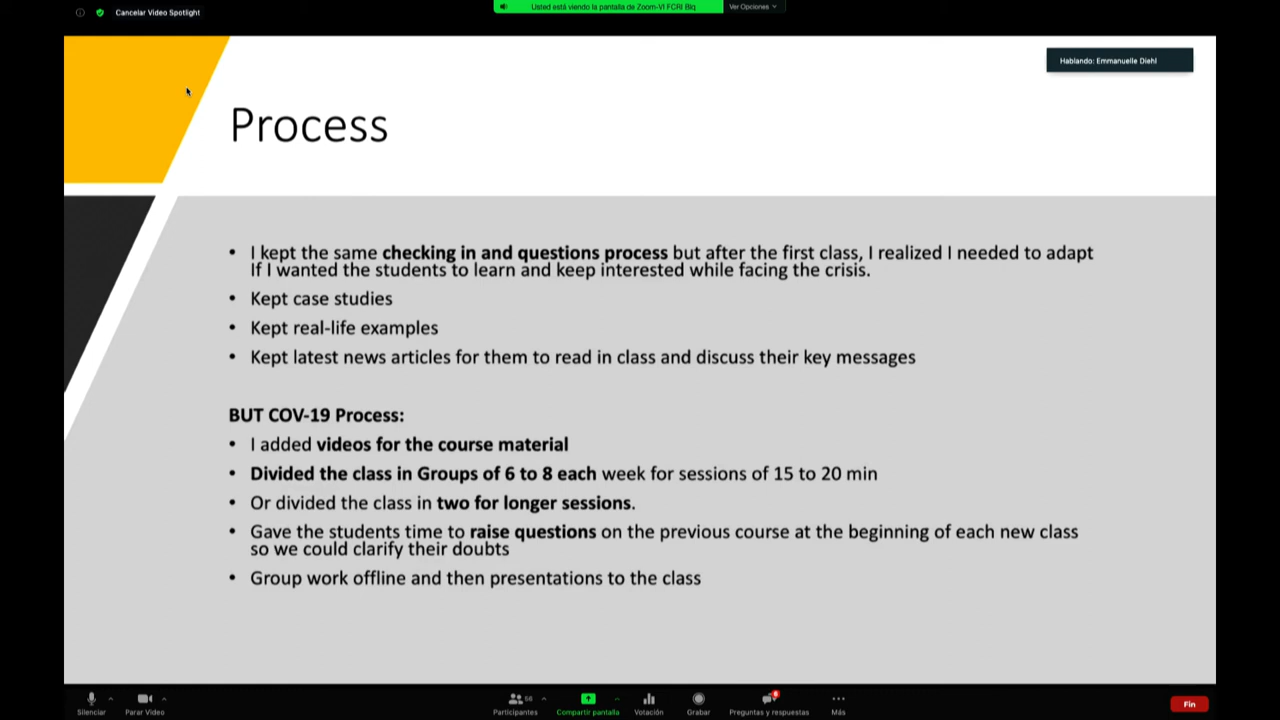 Cancelar Video Spotlight
Usted está viendo la pantalla de Zoom-VI FCRI Blq
Ver Opciones
Hablando: Emmanuelle Diehl
Process
• I kept the same checking in and questions process but after the first class, I realized I needed to adapt
If I wanted the students to learn and keep interested while facing the crisis.
• Kept case studies
• Kept real-life examples
• Kept latest news articles for them to read in class and discuss their key messages
BUT COV-19 Process:
• I added videos for the course material
• Divided the class in Groups of 6 to 8 each week for sessions of 15 to 20 min
• Or divided the class in two for longer sessions.
• Gave the students time to raise questions on the previous course at the beginning of each new class
so we could clarify their doubts
• Group work offline and then presentations to the class
Silenciar
Parar Video
56
Participantes
Compartir pantalla
Votación
Grabar
6
Preguntas y respuestas
Más
Fin